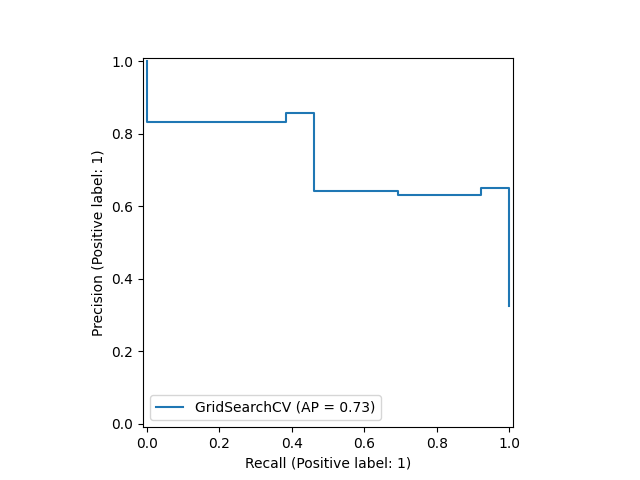 Precision (Positive label: 1)
1.0
0.8
0.6
0.4
0.2
0.0
GridSearchCV (AP = 0.73)
0.0 0.2 0.4 0.6 0.8 1.0
Recall (Positive label: 1)